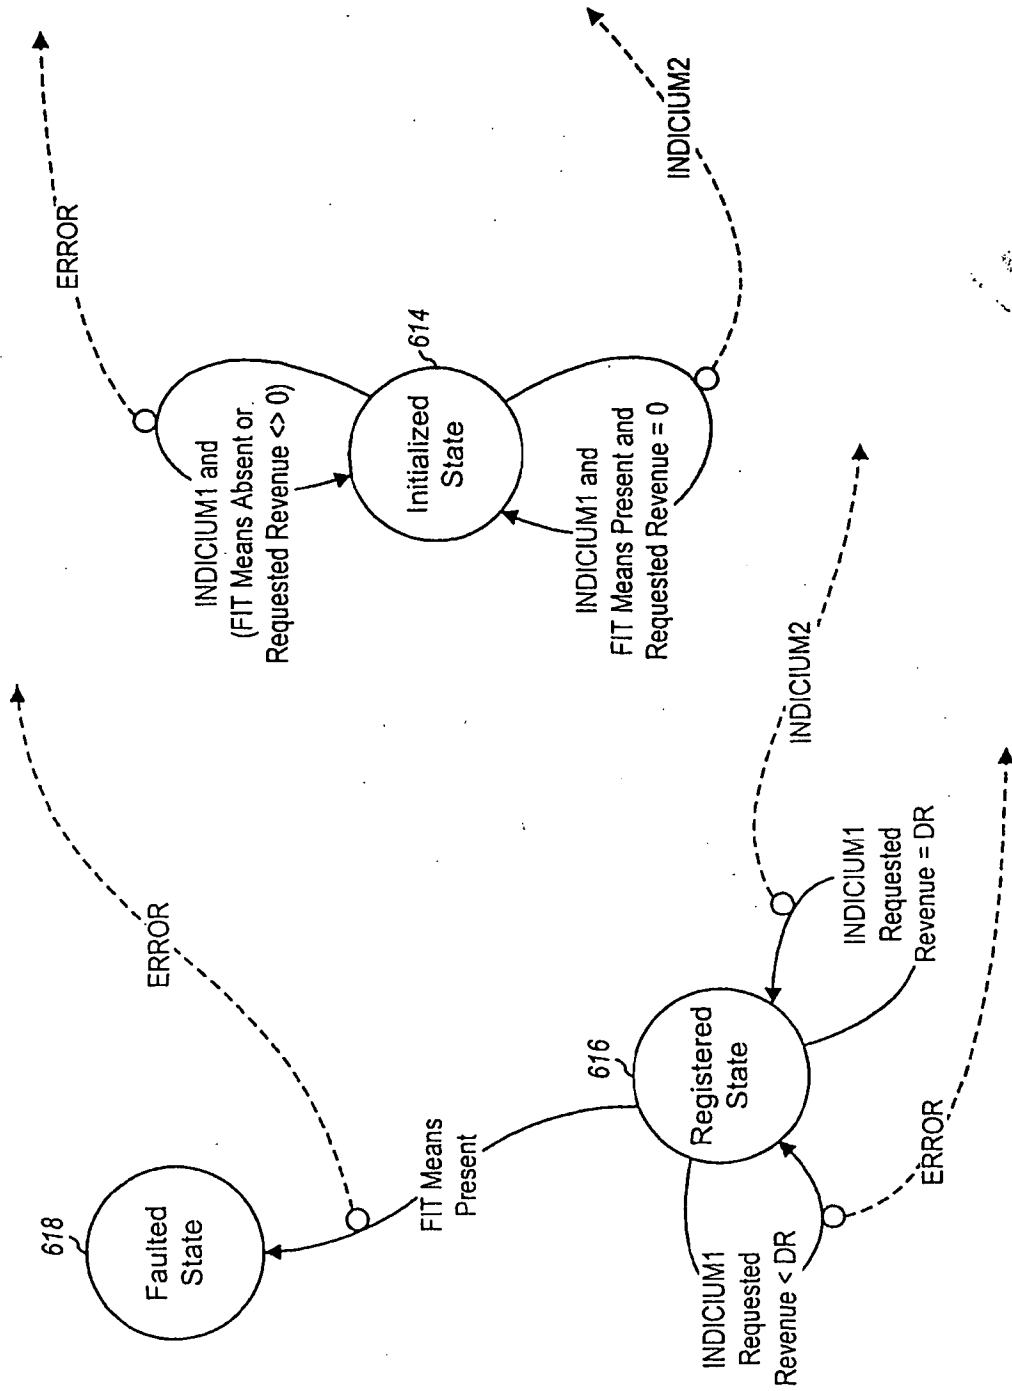 618
Faulted
State
ERROR
FIT Means
Present
616
Registered
State
INDICIUM1
Requested
Revenue < DR
ERROR
INDICIUM1
Requested
Revenue = DR
INDICIUM2
ERROR
INDICIUM1 and
(FIT Means Absent or
Requested Revenue <> 0)
614
Initialized
State
INDICIUM1 and
FIT Means Present and
Requested Revenue = 0
INDICIUM2